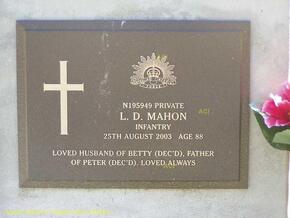 N195949 PRIVATE
L. D. MAHON
INFANTRY
25TH AUGUST 2003 AGE 88
LOVED HUSBAND OF BETTY (DEC'D), FATHER
OF PETER (DEC'D). LOVED ALWAYS